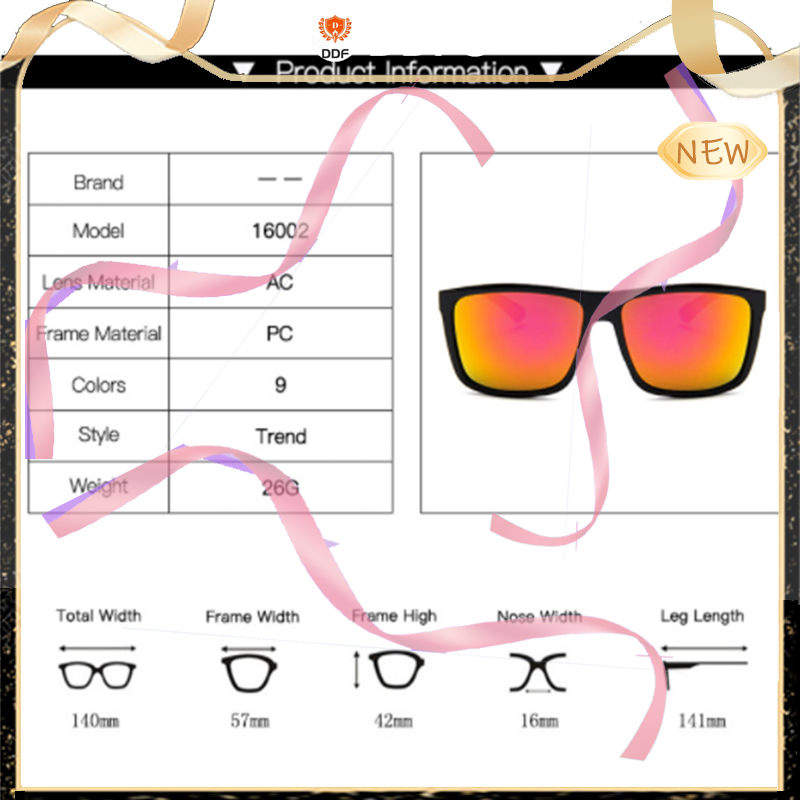 DDF
▼ Product Information ▼
NEW
Brand — —
Model 16002
Lens Material AC
Frame Material PC
Colors 9
Style Trend
Weight 26G
Total Width Frame Width Frame High Nose Width Leg Length
140mm 57mm 42mm 16mm 141mm